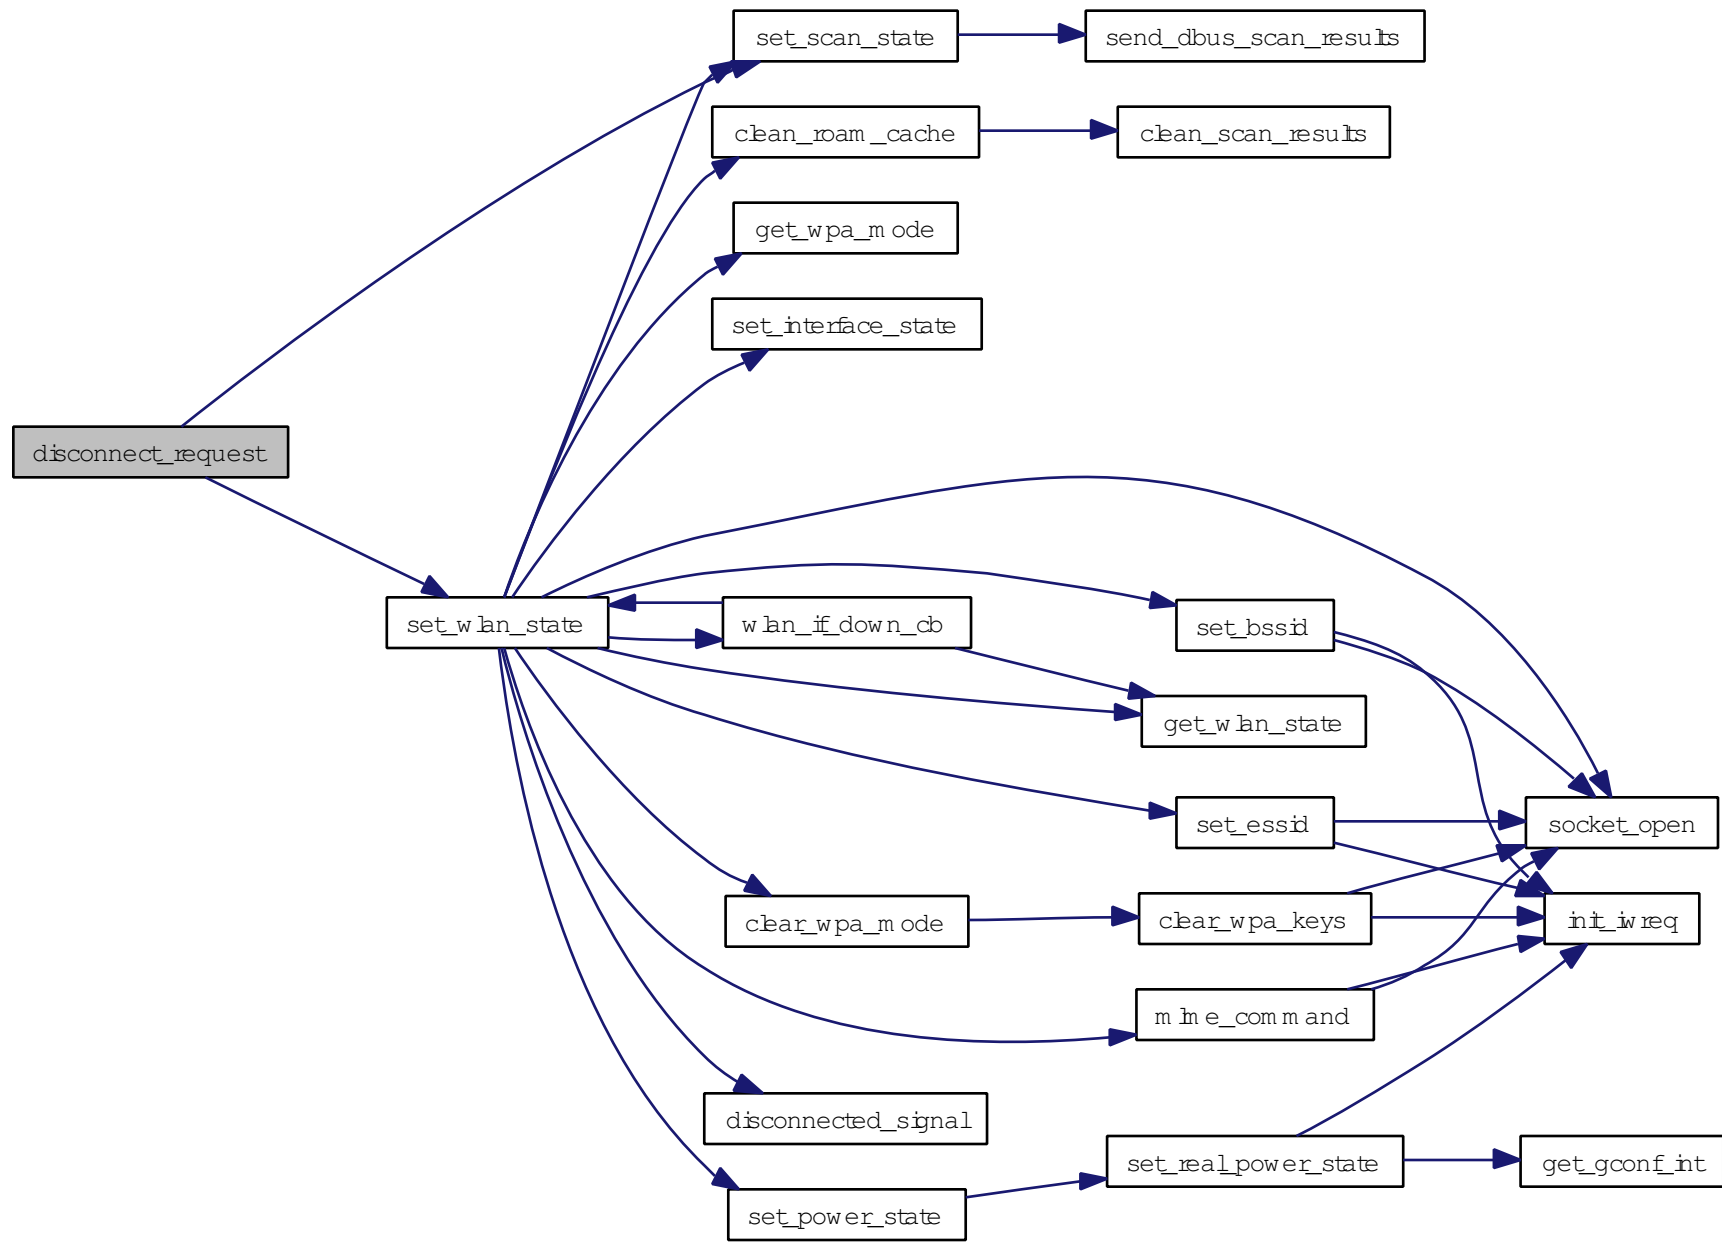 set_scan_state
send_dbus_scan_results
clean_roam_cache
clean_scan_results
get_wpa_mode
set_interface_state
disconnect_request
set_wlan_state
wlan_if_down_cb
set_bssid
get_wlan_state
set_essid
socket_open
clear_wpa_mode
clear_wpa_keys
init_iwreq
mlme_command
disconnected_signal
set_real_power_state
get_gconf_int
set_power_state